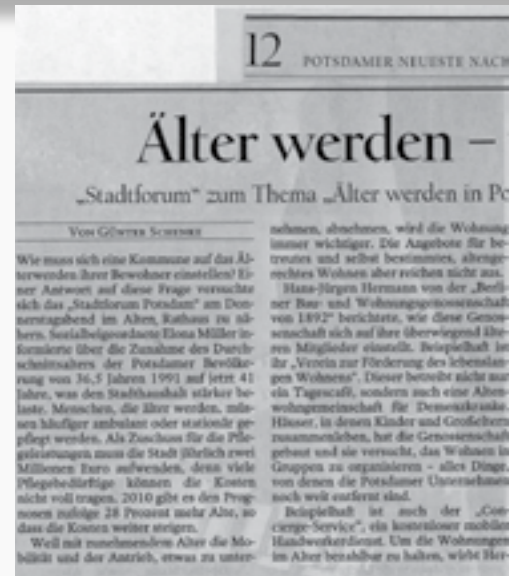 12 POTSDAMER NEUESTE NACH
Älter werden –
„Stadtforum“ zum Thema „Älter werden in Po
VON GÜNTER SCHENKE
Wie muss sich eine Kommune auf das Äl-
terwerden ihrer Bewohner einstellen? Ei-
ner Antwort auf diese Frage versuchte
sich das „Stadtforum Potsdam“ am Don-
nerstagabend im Alten Rathaus zu nä-
hern. Sozialbeigeordnete Elona Müller in-
formierte über die Zunahme des Durch-
schnittsalters der Potsdamer Bevölke-
rung von 36,5 Jahren 1991 auf jetzt 41
Jahre, was den Stadthaushalt stärker be-
laste. Menschen, die älter werden, müs-
sen häufiger ambulant oder stationär ge-
pflegt werden. Als Zuschuss für die Pfle-
geleistungen muss die Stadt jährlich zwei
Millionen Euro aufwenden, denn viele
Pflegebedürftige können die Kosten
nicht voll tragen. 2010 gibt es den Prog-
nosen zufolge 28 Prozent mehr Alte, so
dass die Kosten weiter steigen.
Weil mit zunehmendem Alter die Mo-
bilität und der Antrieb, etwas zu unter-
nehmen, abnehmen, wird die Wohnung
immer wichtiger. Die Angebote für be-
treutes und selbst bestimmtes, altenge-
rechtes Wohnen aber reichen nicht aus.
Hans-Jürgen Hermann von der „Berli-
ner Bau- und Wohnungsgenossenschaft
von 1892“ berichtete, wie diese Genos-
senschaft sich auf ihre überwiegend älte-
ren Mitglieder einstellt. Beispielhaft ist
ihr „Verein zur Förderung des lebenslan-
gen Wohnens“. Dieser betreibt nicht nur
ein Tagescafé, sondern auch eine Alten-
wohngemeinschaft für Demenzkranke.
Häuser, in denen Kinder und Großeltern
zusammenleben, hat die Genossenschaft
gebaut und sie versucht, das Wohnen in
Gruppen zu organisieren – alles Dinge,
von denen die Potsdamer Unternehmen
noch weit entfernt sind.
Beispielhaft ist auch der „Con-
cierge-Service“, ein kostenloser mobiler
Handwerkerdienst. Um die Wohnungen
im Alter bezahlbar zu halten, wirbt Her-